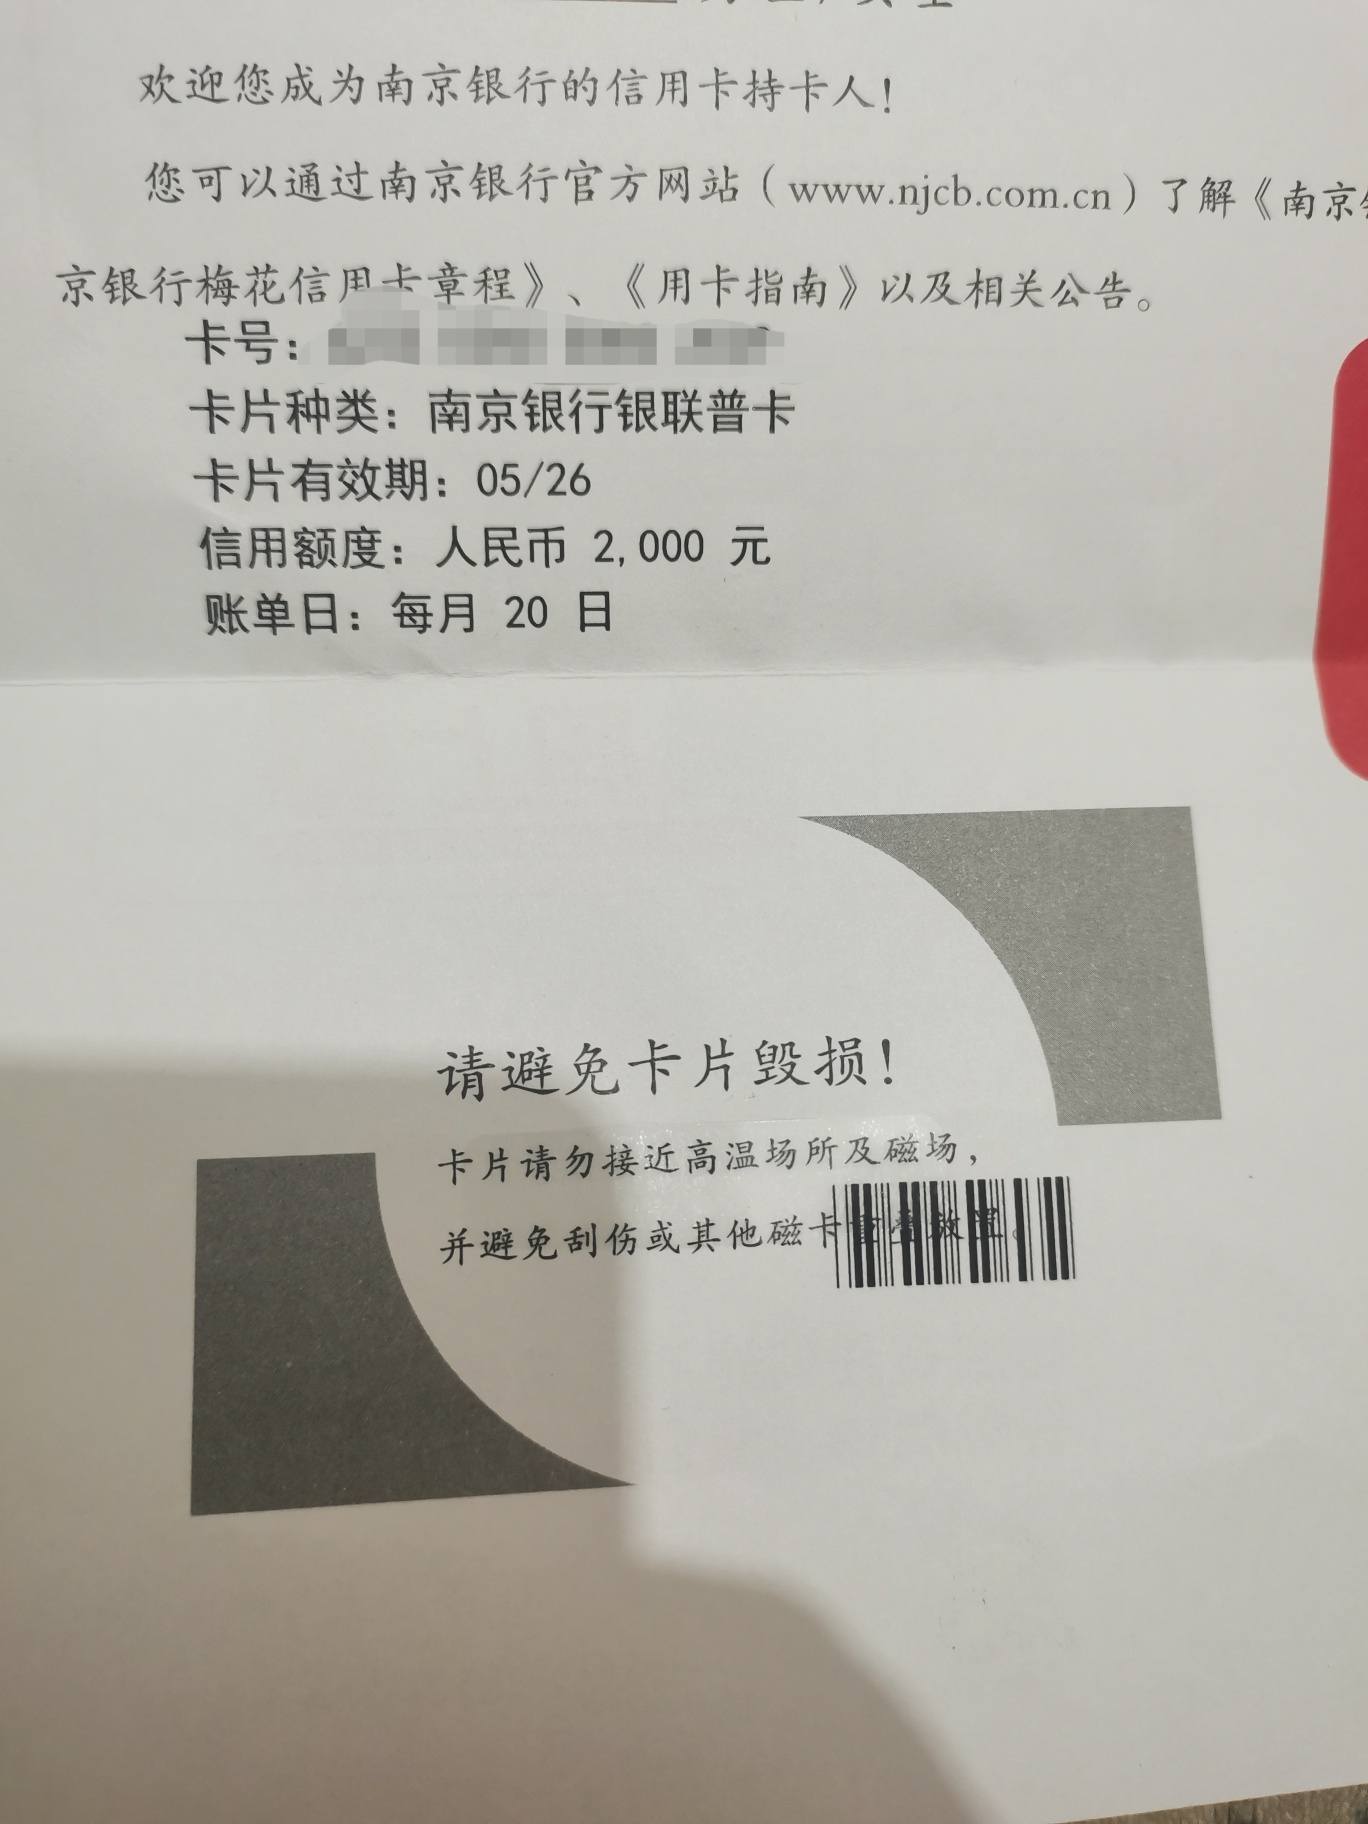 欢迎您成为南京银行的信用卡持卡人!
您可以通过南京银行官方网站(www.njcb.com.cn)了解《南京
京银行梅花信用卡章程》、《用卡指南》以及相关公告。
卡号:
卡片种类: 南京银行银联普卡
卡片有效期: 05/26
信用额度: 人民币 2,000 元
账单日: 每月 20 日
请避免卡片毁损!
卡片请勿接近高温场所及磁场,
并避免刮伤或其他磁卡重叠放置。